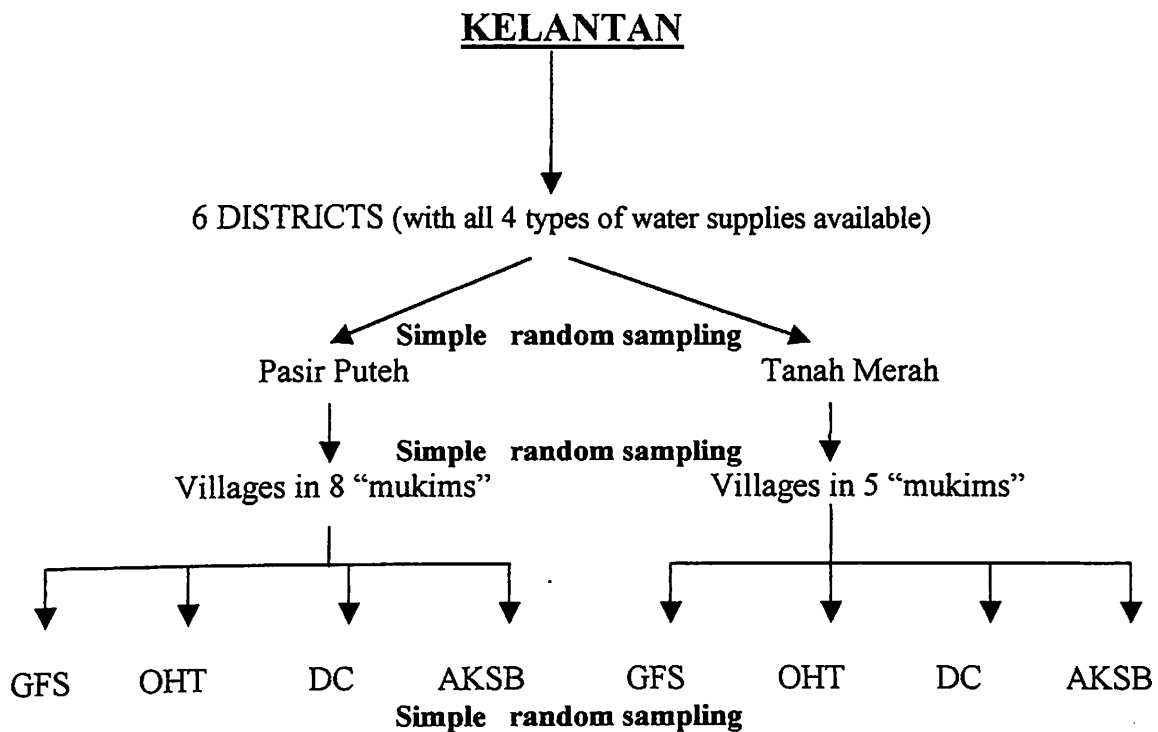 KELANTAN
6 DISTRICTS (with all 4 types of water supplies available)
Simple random sampling
Pasir Puteh Tanah Merah
Simple random sampling
Villages in 8 “mukims” Villages in 5 “mukims”
GFS OHT DC AKSB GFS OHT DC AKSB
Simple random sampling